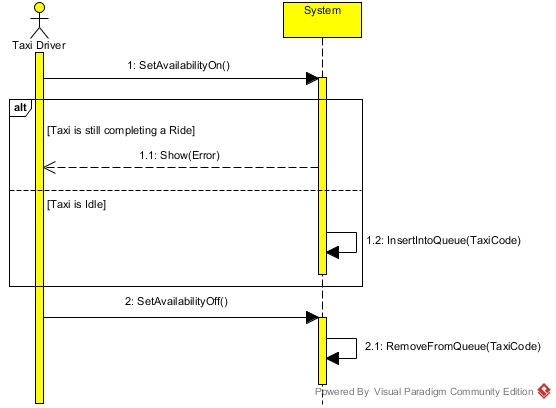 System
Taxi Driver
1: SetAvailabilityOn()
alt
[Taxi is still completing a Ride]
1.1: Show(Error)
[Taxi is Idle]
1.2: InsertIntoQueue(TaxiCode)
2: SetAvailabilityOff()
2.1: RemoveFromQueue(TaxiCode)
Powered By Visual Paradigm Community Edition